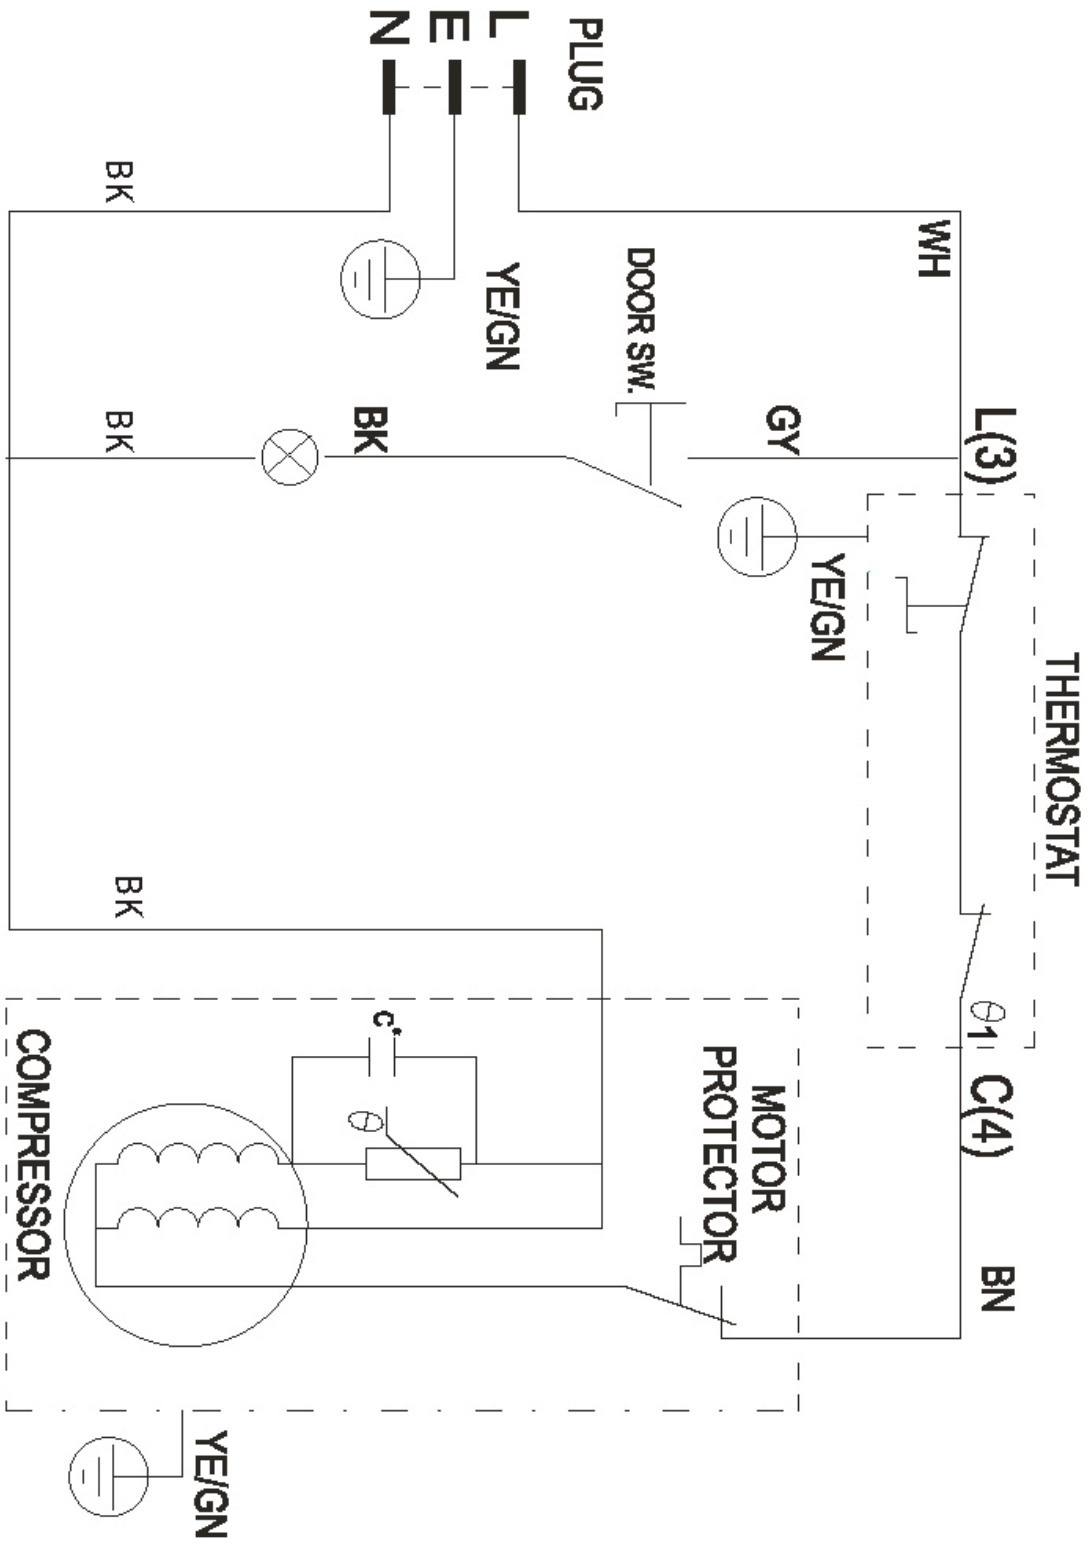 PLUG
L
E
N
WH
BK
YE/GN
DOOR SW.
L(3)
GY
BK
BK
YE/GN
THERMOSTAT
θ1
C(4)
BK
C*
θ
MOTOR
PROTECTOR
COMPRESSOR
BN
YE/GN